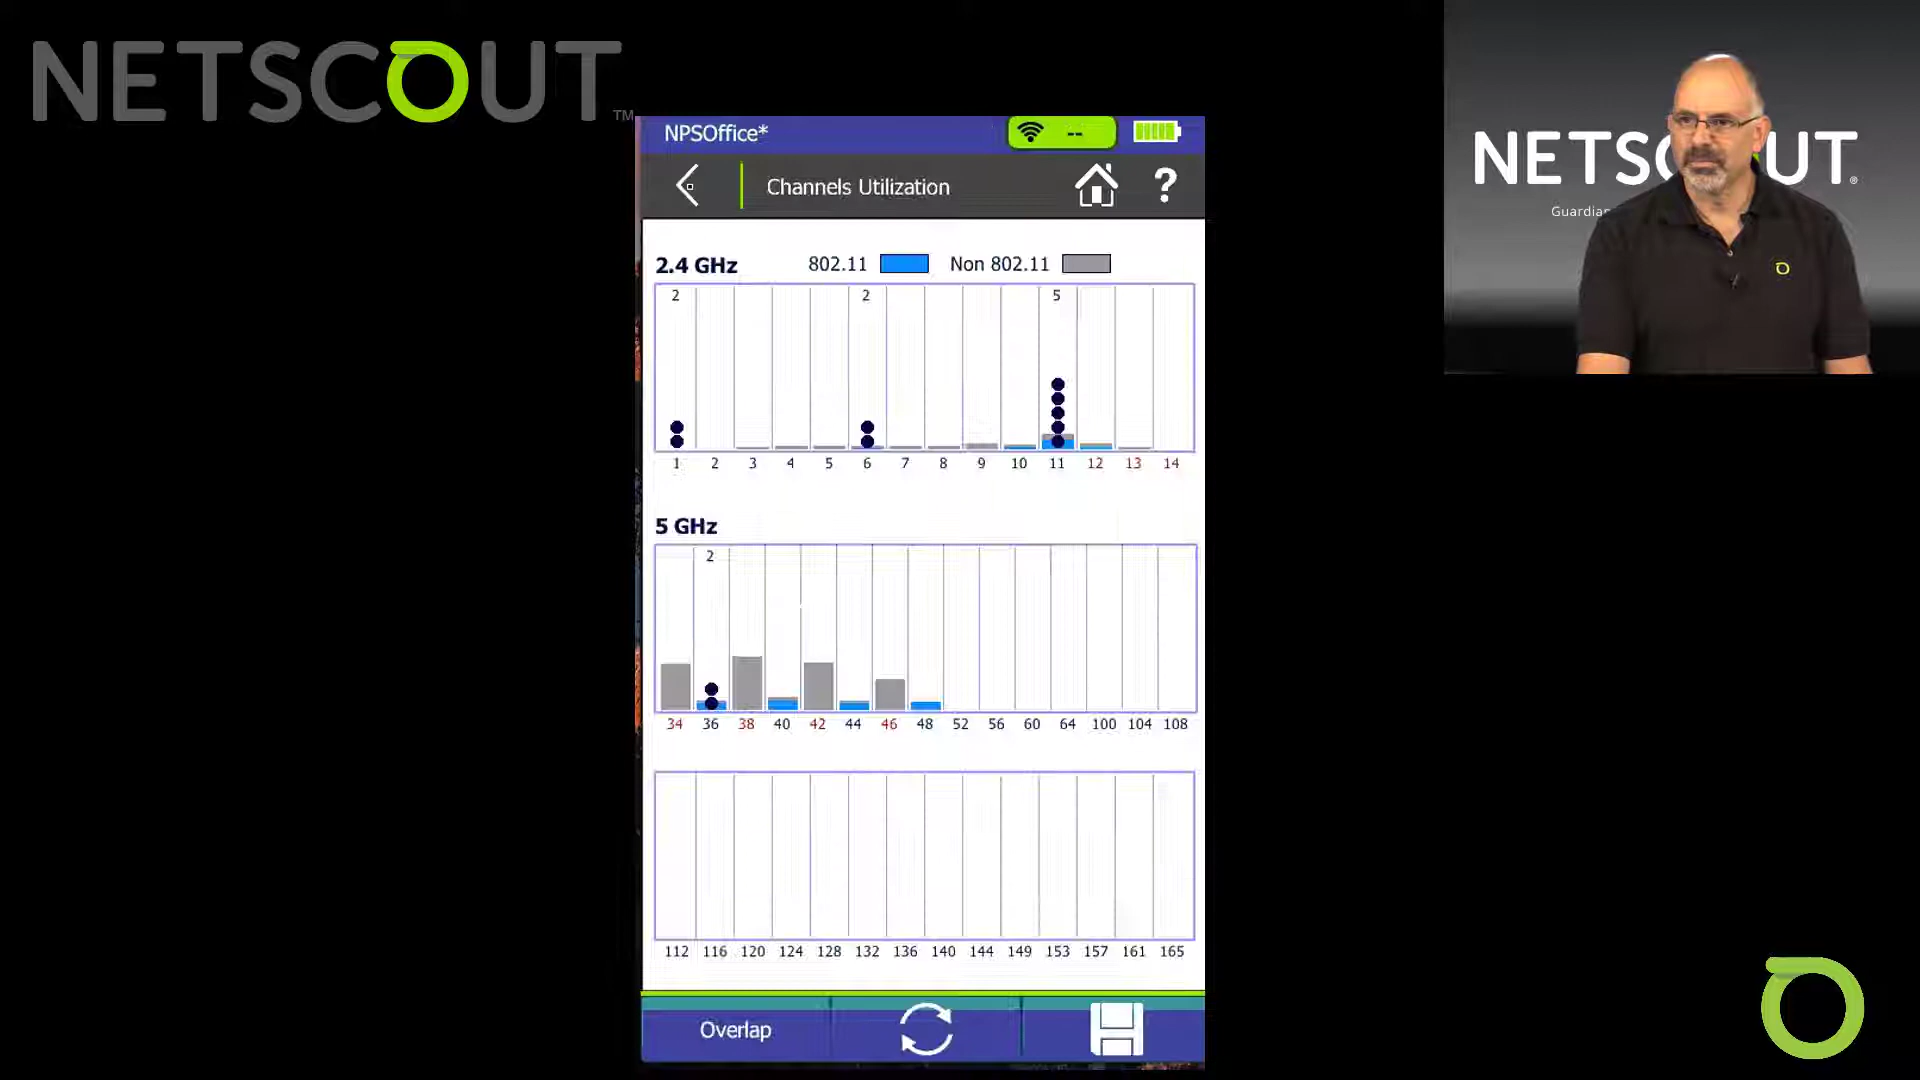 NETSCOUT™
NPSOffice*
--
Channels Utilization
?
NETSCOUT®
Guardian
2.4 GHz 802.11 Non 802.11
2 2 5
1 2 3 4 5 6 7 8 9 10 11 12 13 14
5 GHz
2
34 36 38 40 42 44 46 48 52 56 60 64 100 104 108
112 116 120 124 128 132 136 140 144 149 153 157 161 165
Overlap